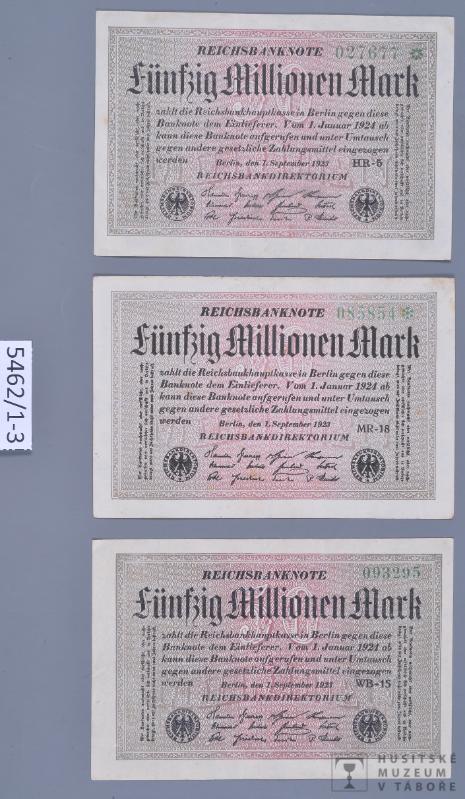 REICHSBANKNOTE 027677 *
Fünfzig Millionen Mark
zahlt die Reichsbankhauptkasse in Berlin gegen diese
Banknote dem Einlieferer. Vom 1. Januar 1924 ab
kann diese Banknote aufgerufen und unter Umtausch
gegen andere gesetzliche Zahlungsmittel eingezogen
werden Berlin, den 1. September 1923 HR-5
REICHSBANKDIREKTORIUM
REICHSBANKNOTE 085854 *
Fünfzig Millionen Mark
zahlt die Reichsbankhauptkasse in Berlin gegen diese
Banknote dem Einlieferer. Vom 1. Januar 1924 ab
kann diese Banknote aufgerufen und unter Umtausch
gegen andere gesetzliche Zahlungsmittel eingezogen
werden Berlin, den 1. September 1923 MR-18
REICHSBANKDIREKTORIUM
5462/1-3
REICHSBANKNOTE 093295
Fünfzig Millionen Mark
zahlt die Reichsbankhauptkasse in Berlin gegen diese
Banknote dem Einlieferer. Vom 1. Januar 1924 ab
kann diese Banknote aufgerufen und unter Umtausch
gegen andere gesetzliche Zahlungsmittel eingezogen
werden Berlin, den 1. September 1923 WB-15
REICHSBANKDIREKTORIUM
HUSITSKÉ
MUZEUM
V TÁBOŘE